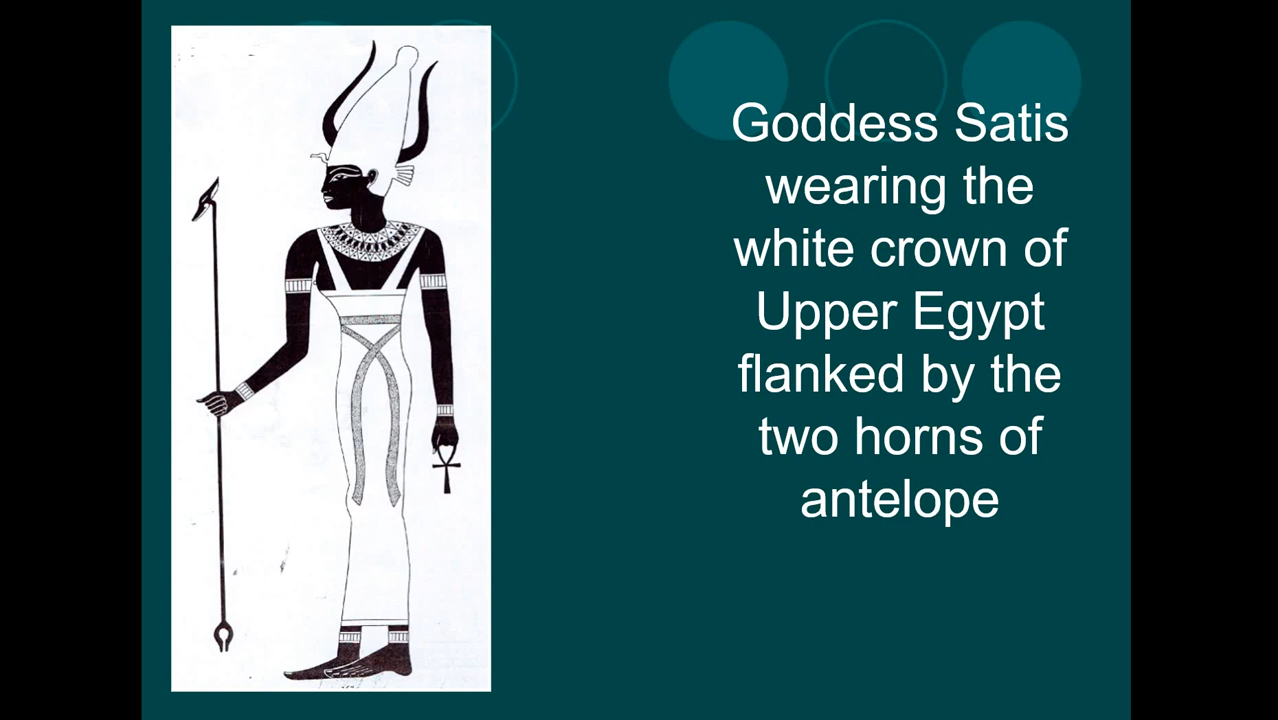 Goddess Satis
wearing the
white crown of
Upper Egypt
flanked by the
two horns of
antelope